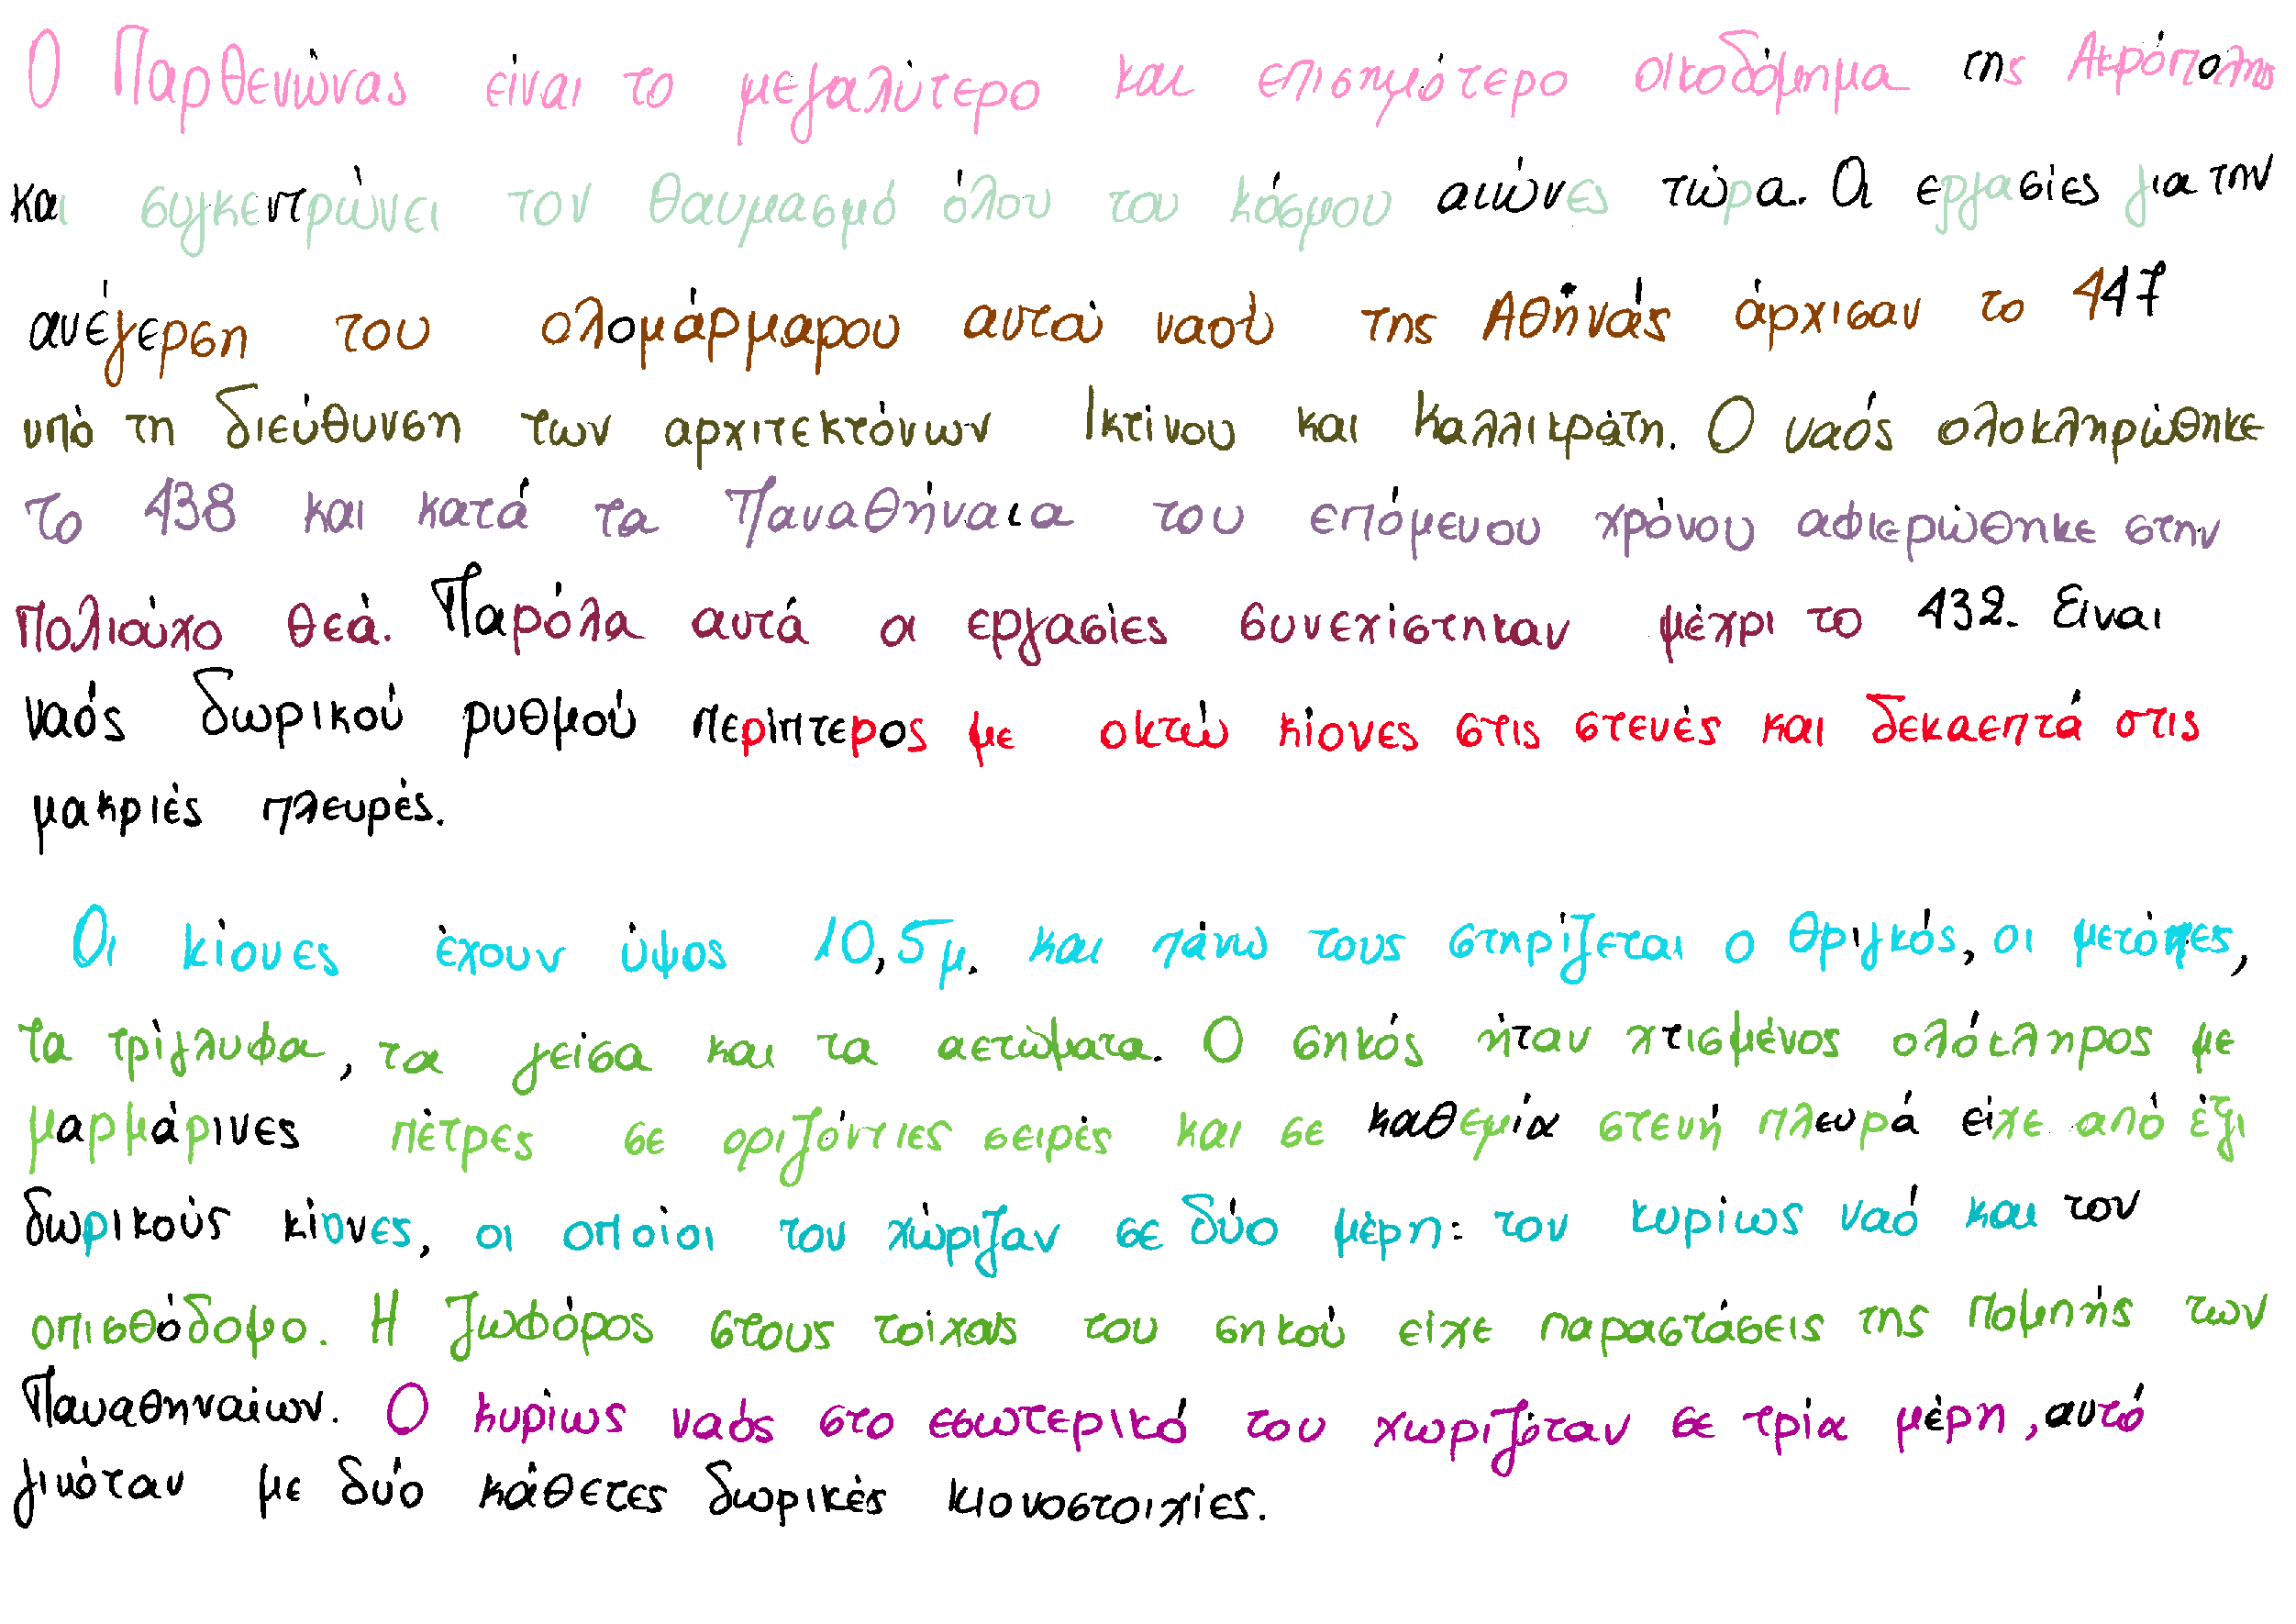 Ο Παρθενώνας είναι το μεγαλύτερο και επισημότερο οικοδόμημα της Ακρόπολης
και συγκεντρώνει τον θαυμασμό όλου του κόσμου αιώνες τώρα. Οι εργασίες για την
ανέγερση του ολομάρμαρου αυτού ναού της Αθηνάς άρχισαν το 447
υπό τη διεύθυνση των αρχιτεκτόνων Ικτίνου και Καλλικράτη. Ο ναός ολοκληρώθηκε
το 438 και κατά τα Παναθήναια του επόμενου χρόνου αφιερώθηκε στην
Πολιούχο θεά. Παρόλα αυτά οι εργασίες συνεχίστηκαν μέχρι το 432. Είναι
ναός δωρικού ρυθμού περίπτερος με οκτώ κίονες στις στενές και δεκαεπτά στις
μακριές πλευρές.
Οι κίονες έχουν ύψος 10,5μ. και πάνω τους στηρίζεται ο θριγκός, οι μετόπες,
τα τρίγλυφα, τα γείσα και τα αετώματα. Ο σηκός ήταν χτισμένος ολόκληρος με
μαρμάρινες πέτρες σε οριζόντιες σειρές και σε καθεμία στενή πλευρά είχε από έξι
δωρικούς κίονες, οι οποίοι τον χώριζαν σε δύο μέρη: τον κυρίως ναό και τον
οπισθόδομο. Η ζωφόρος στους τοίχους του σηκού είχε παραστάσεις της πομπής των
Παναθηναίων. Ο κυρίως ναός στο εσωτερικό του χωριζόταν σε τρία μέρη, αυτό
γινόταν με δύο κάθετες δωρικές κιονοστοιχίες.